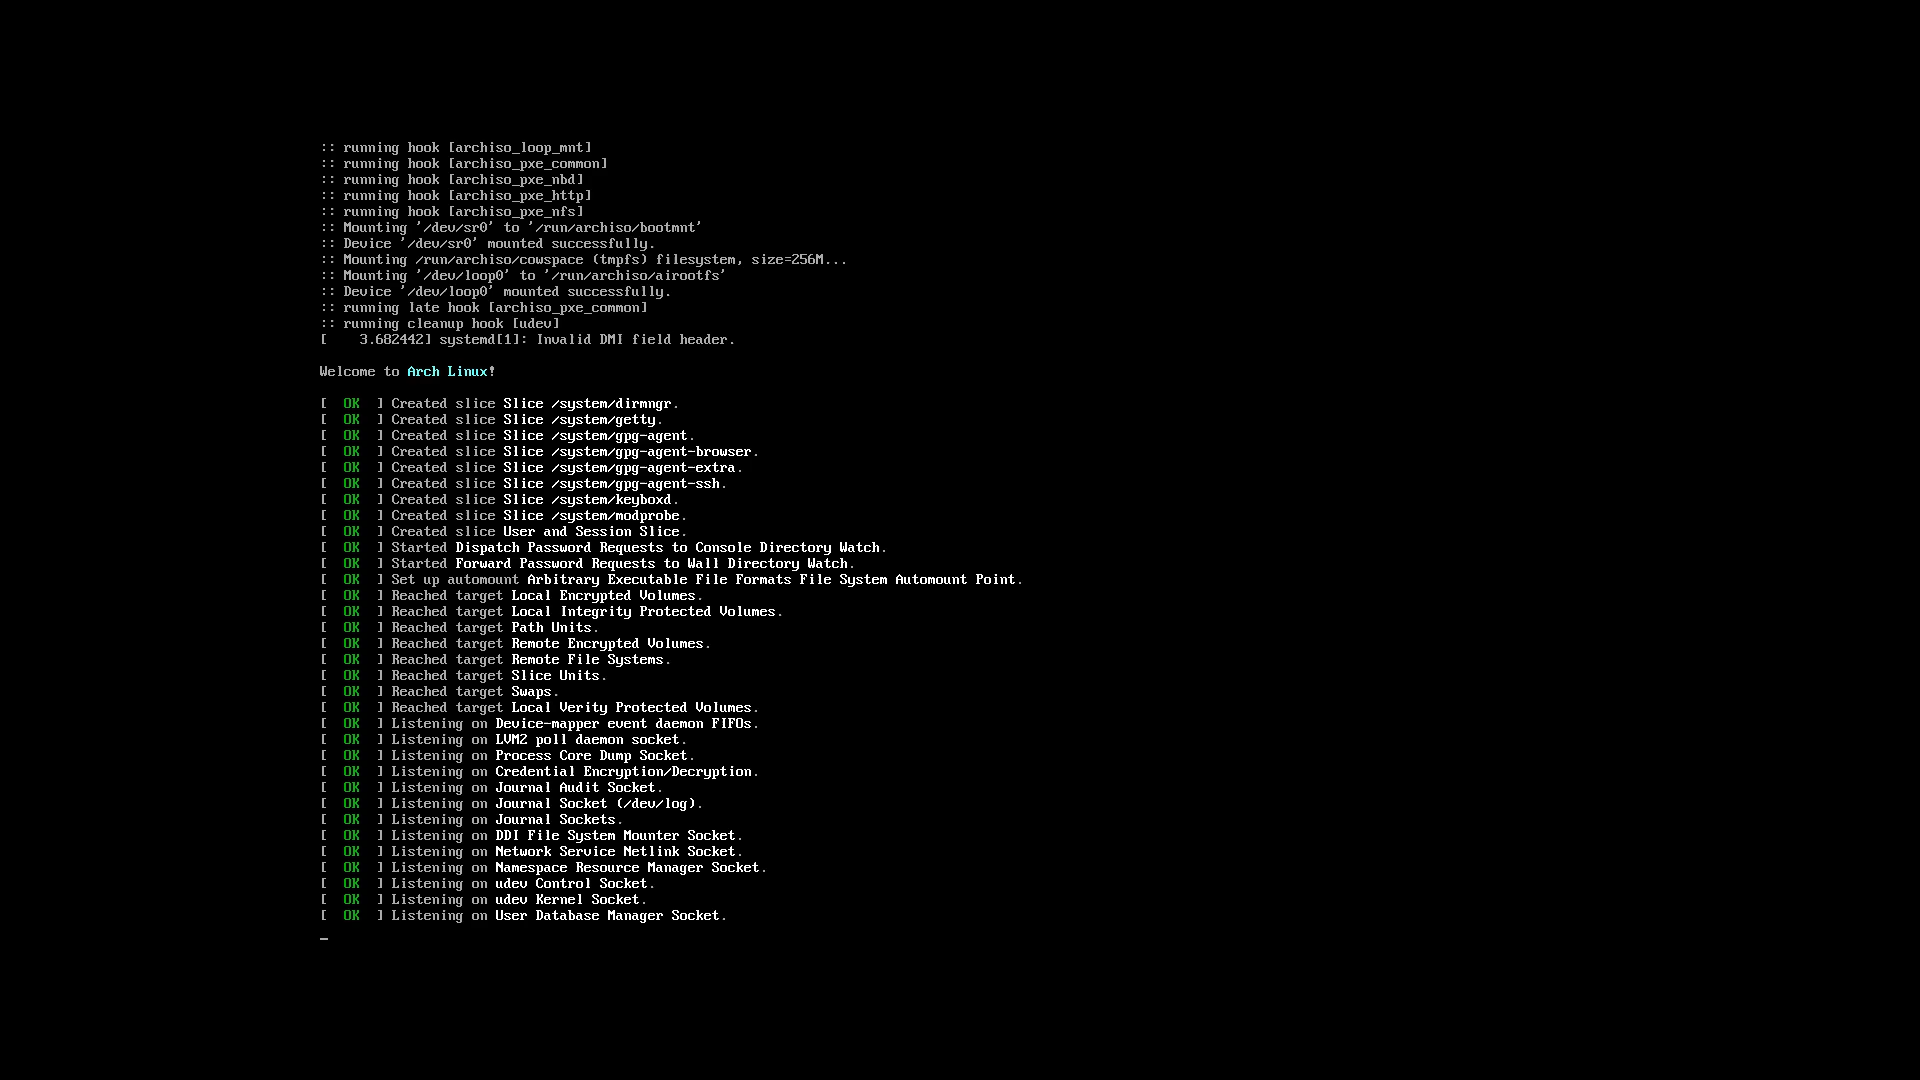 :: running hook [archiso_loop_mnt]
:: running hook [archiso_pxe_common]
:: running hook [archiso_pxe_nbd]
:: running hook [archiso_pxe_http]
:: running hook [archiso_pxe_nfs]
:: Mounting '/dev/sr0' to '/run/archiso/bootmnt'
:: Device '/dev/sr0' mounted successfully.
:: Mounting /run/archiso/cowspace (tmpfs) filesystem, size=256M...
:: Mounting '/dev/loop0' to '/run/archiso/airootfs'
:: Device '/dev/loop0' mounted successfully.
:: running late hook [archiso_pxe_common]
:: running cleanup hook [udev]
[    3.682442] systemd[1]: Invalid DMI field header.
Welcome to Arch Linux!
[  OK  ] Created slice Slice /system/dirmngr.
[  OK  ] Created slice Slice /system/getty.
[  OK  ] Created slice Slice /system/gpg-agent.
[  OK  ] Created slice Slice /system/gpg-agent-browser.
[  OK  ] Created slice Slice /system/gpg-agent-extra.
[  OK  ] Created slice Slice /system/gpg-agent-ssh.
[  OK  ] Created slice Slice /system/keyboxd.
[  OK  ] Created slice Slice /system/modprobe.
[  OK  ] Created slice User and Session Slice.
[  OK  ] Started Dispatch Password Requests to Console Directory Watch.
[  OK  ] Started Forward Password Requests to Wall Directory Watch.
[  OK  ] Set up automount Arbitrary Executable File Formats File System Automount Point.
[  OK  ] Reached target Local Encrypted Volumes.
[  OK  ] Reached target Local Integrity Protected Volumes.
[  OK  ] Reached target Path Units.
[  OK  ] Reached target Remote Encrypted Volumes.
[  OK  ] Reached target Remote File Systems.
[  OK  ] Reached target Slice Units.
[  OK  ] Reached target Swaps.
[  OK  ] Reached target Local Verity Protected Volumes.
[  OK  ] Listening on Device-mapper event daemon FIFOs.
[  OK  ] Listening on LVM2 poll daemon socket.
[  OK  ] Listening on Process Core Dump Socket.
[  OK  ] Listening on Credential Encryption/Decryption.
[  OK  ] Listening on Journal Audit Socket.
[  OK  ] Listening on Journal Socket (/dev/log).
[  OK  ] Listening on Journal Sockets.
[  OK  ] Listening on DDI File System Mounter Socket.
[  OK  ] Listening on Network Service Netlink Socket.
[  OK  ] Listening on Namespace Resource Manager Socket.
[  OK  ] Listening on udev Control Socket.
[  OK  ] Listening on udev Kernel Socket.
[  OK  ] Listening on User Database Manager Socket.